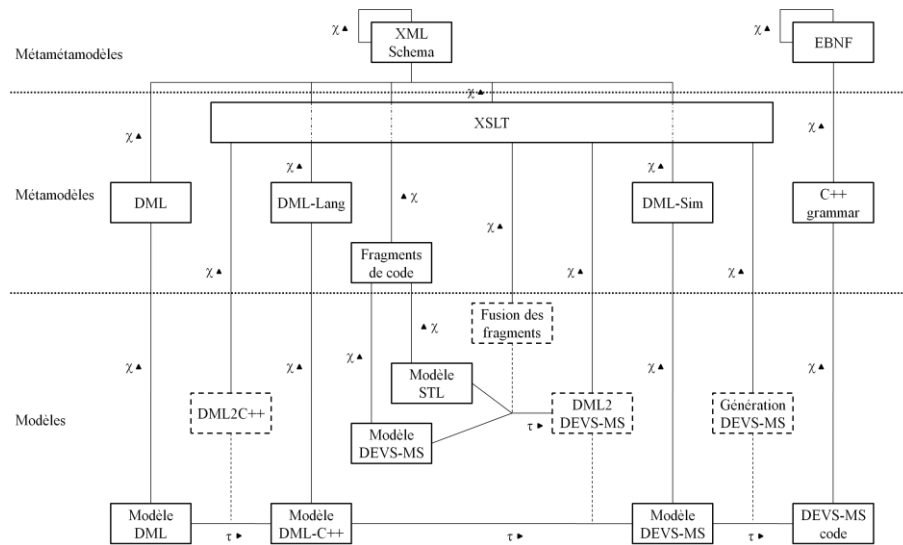 χ ▲
XML
Schema
χ ▲
EBNF
Métamétamodèles
χ ▲
XSLT
χ ▲
χ ▲
χ ▲
χ ▲
Métamodèles
DML
DML-Lang
▲ χ
DML-Sim
C++
grammar
χ ▲
Fragments
de code
χ ▲
χ ▲
χ ▲
Fusion des
fragments
▲ χ
χ ▲
χ ▲
χ ▲
χ ▲
χ ▲
Modèle
STL
Modèles
DML2C++
DML2
DEVS-MS
Génération
DEVS-MS
τ ►
Modèle
DEVS-MS
Modèle
DML
Modèle
DML-C++
Modèle
DEVS-MS
DEVS-MS
code
τ ►
τ ►
τ ►